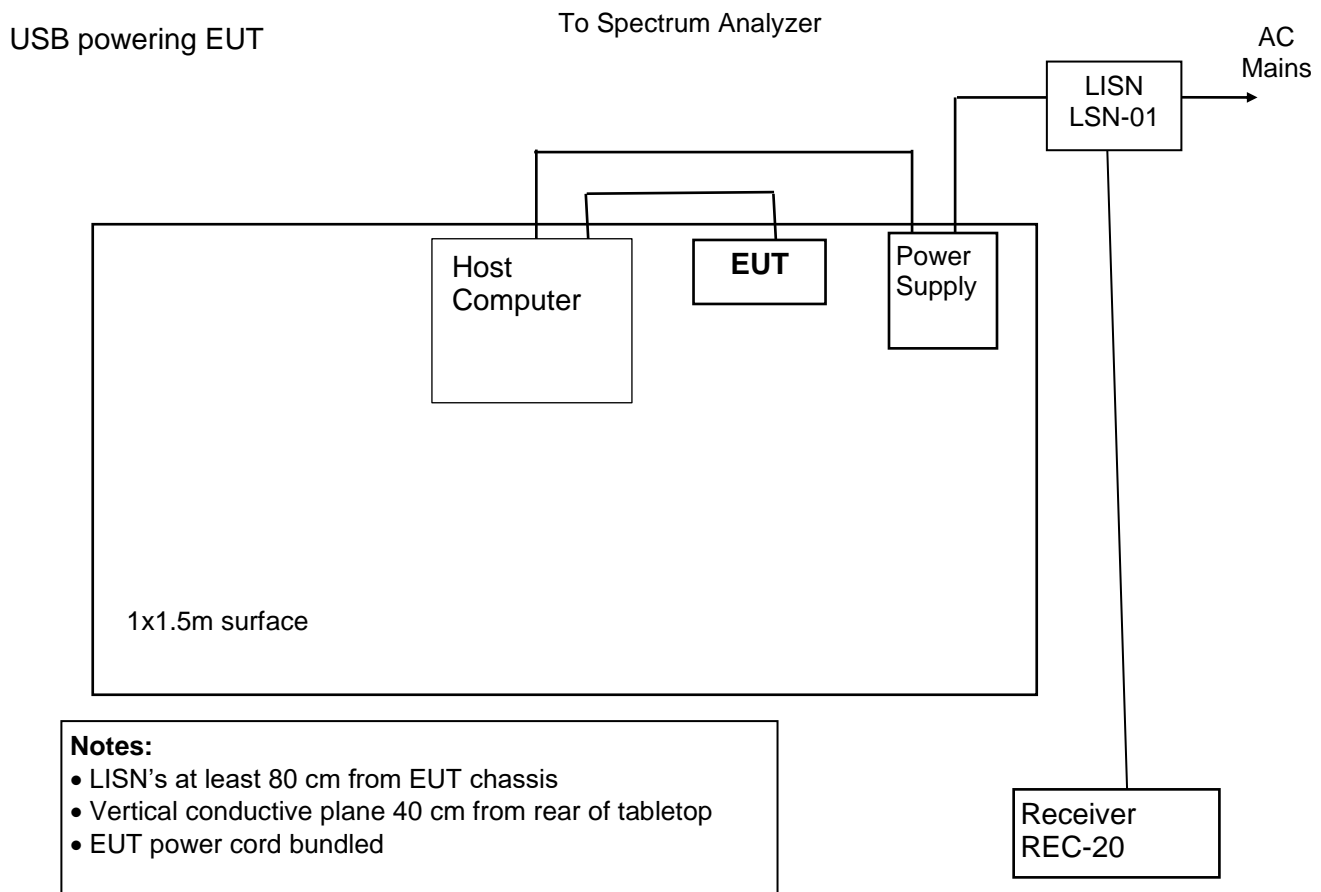 USB powering EUT
To Spectrum Analyzer
AC
Mains
LISN
LSN-01
Host
Computer
EUT
Power
Supply
1x1.5m surface
Notes:
• LISN’s at least 80 cm from EUT chassis
• Vertical conductive plane 40 cm from rear of tabletop
• EUT power cord bundled
Receiver
REC-20